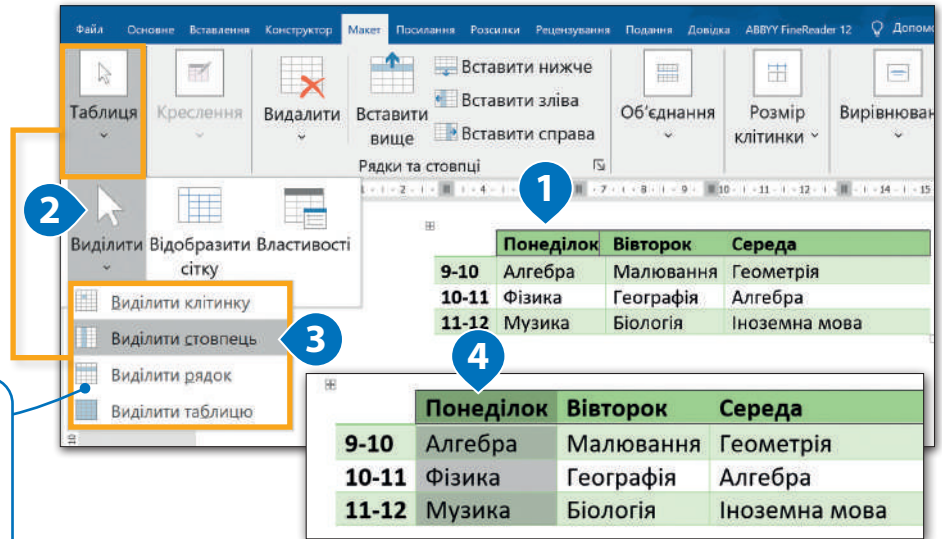 Файл Основне Вставлення Конструктор Макет Посилання Розсилки Рецензування Подання Довідка ABBYY FineReader 12
Таблиця Креслення Видалити Вставити вище Вставити нижче
Вставити зліва
Вставити справа
Об'єднання Розмір клітинки
Рядки та стовпці
1
2
Виділити Відобразити сітку Властивості
Виділити клітинку
Виділити стовпець
3
Виділити рядок
Виділити таблицю
Понеділок Вівторок Середа
9-10 Алгебра Малювання Геометрія
10-11 Фізика Географія Алгебра
11-12 Музика Біологія Іноземна мова
4
Понеділок Вівторок Середа
9-10 Алгебра Малювання Геометрія
10-11 Фізика Географія Алгебра
11-12 Музика Біологія Іноземна мова